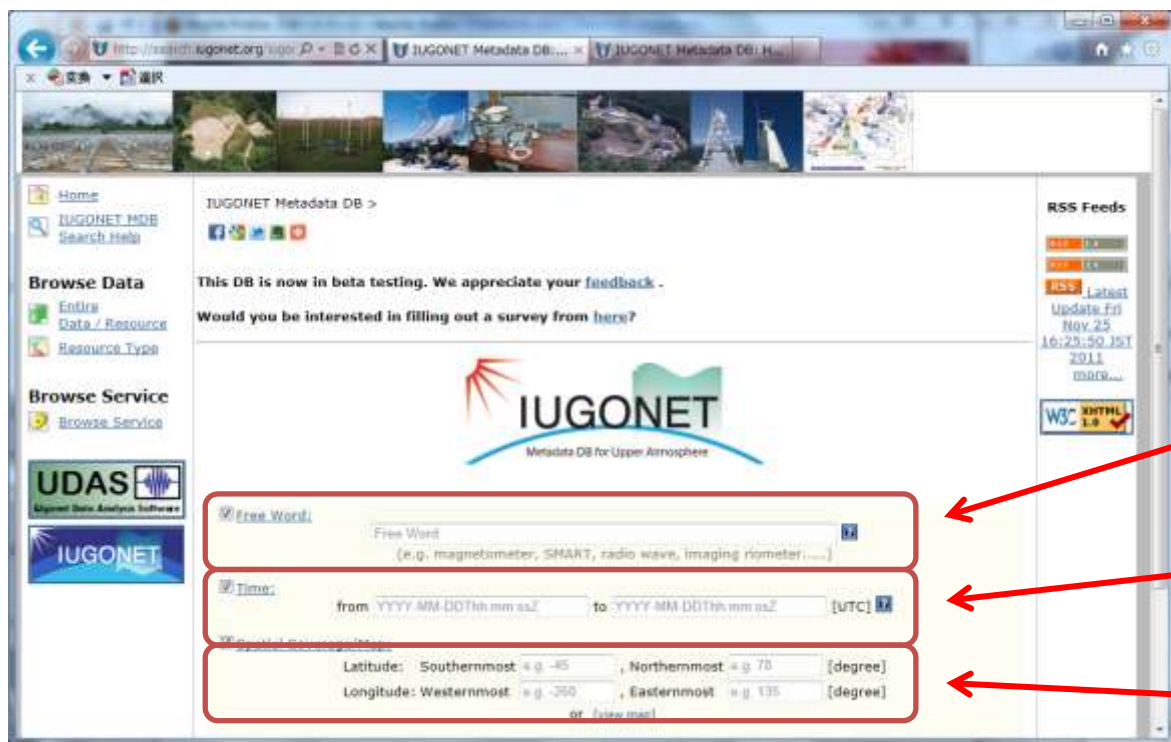 IUGONET Metadata DB:...
IUGONET Metadata DB: H...
x 変換 ▼ 選択
Home
IUGONET MDB
Search Help
Browse Data
Entire
Data / Resource
Resource Type
Browse Service
Browse Service
UDAS
IUGONET
IUGONET Metadata DB >
This DB is now in beta testing. We appreciate your feedback .
Would you be interested in filling out a survey from here?
IUGONET
Metadata DB for Upper Atmosphere
Free Word:
Free Word
(e.g. magnetometer, SMART, radio wave, imaging riometer.....)
Time:
from YYYY-MM-DDThh:mm:ssZ to YYYY-MM-DDThh:mm:ssZ [UTC]
Latitude: Southernmost e.g. -45 , Northernmost e.g. 78 [degree]
Longitude: Westernmost e.g. -260 , Easternmost e.g. 135 [degree]
or [view map]
RSS Feeds
RSS Latest
Update Fri
Nov 25
16:25:50 JST
2011
more...
W3C XHTML
1.0